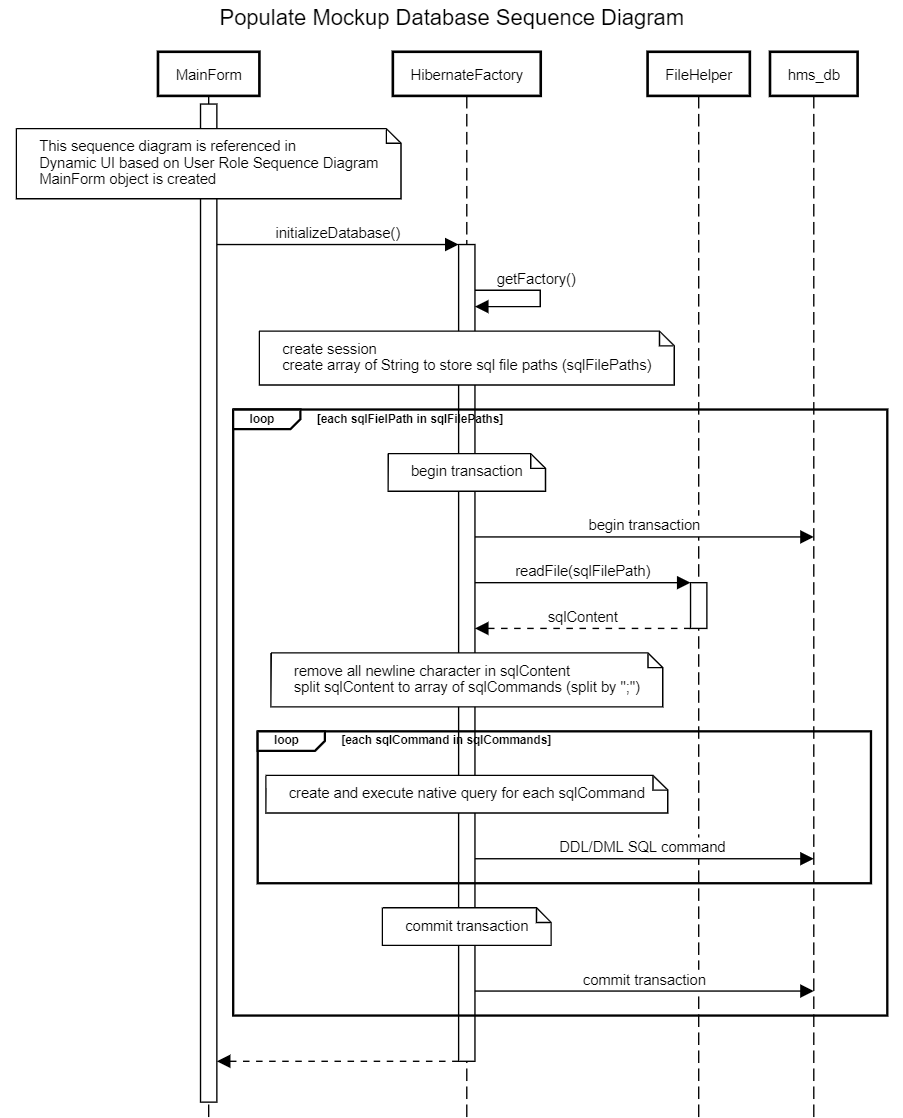 Populate Mockup Database Sequence Diagram
MainForm
HibernateFactory
FileHelper
hms_db
This sequence diagram is referenced in
Dynamic UI based on User Role Sequence Diagram
MainForm object is created
initializeDatabase()
getFactory()
create session
create array of String to store sql file paths (sqlFilePaths)
loop
[each sqlFielPath in sqlFilePaths]
begin transaction
begin transaction
readFile(sqlFilePath)
sqlContent
remove all newline character in sqlContent
split sqlContent to array of sqlCommands (split by ";")
loop
[each sqlCommand in sqlCommands]
create and execute native query for each sqlCommand
DDL/DML SQL command
commit transaction
commit transaction